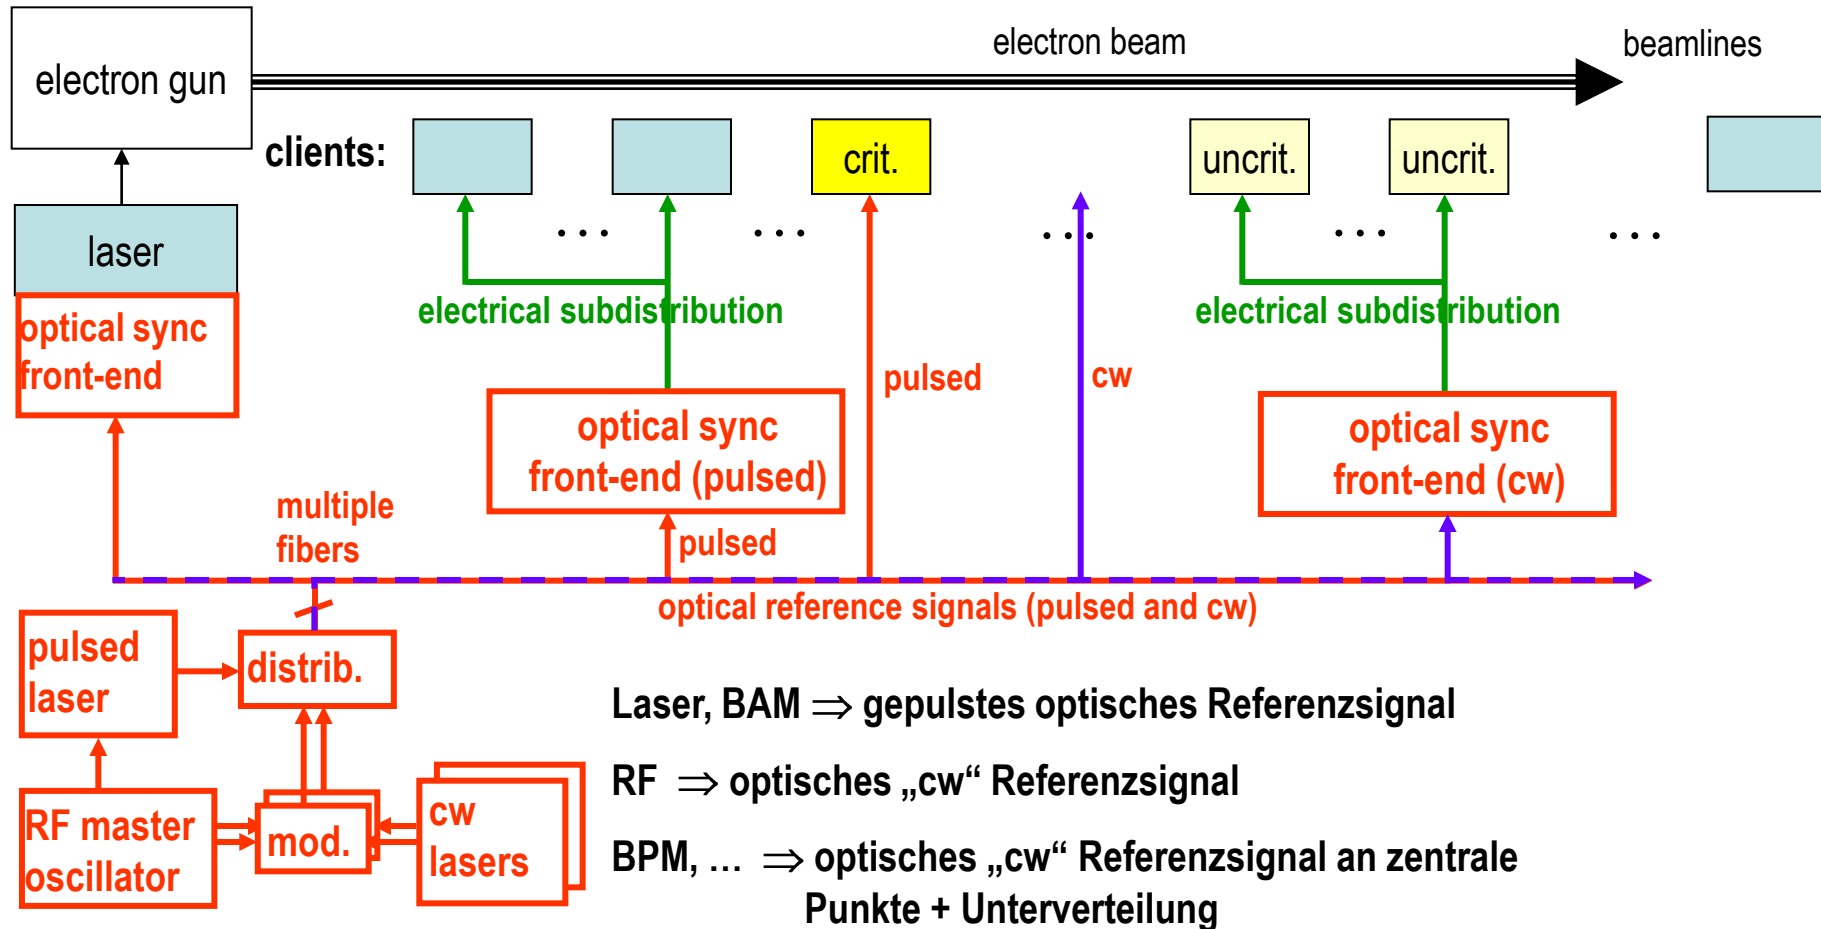 electron gun
electron beam
beamlines
clients:
crit.
uncrit.
uncrit.
laser
. . .
. . .
. . .
. . .
. . .
optical sync
front-end
electrical subdistribution
electrical subdistribution
pulsed
cw
optical sync
front-end (pulsed)
optical sync
front-end (cw)
multiple
fibers
pulsed
optical reference signals (pulsed and cw)
pulsed
laser
distrib.
RF master
oscillator
mod.
cw
lasers
Laser, BAM ⇒ gepulstes optisches Referenzsignal
RF ⇒ optisches „cw“ Referenzsignal
BPM, … ⇒ optisches „cw“ Referenzsignal an zentrale
Punkte + Unterverteilung